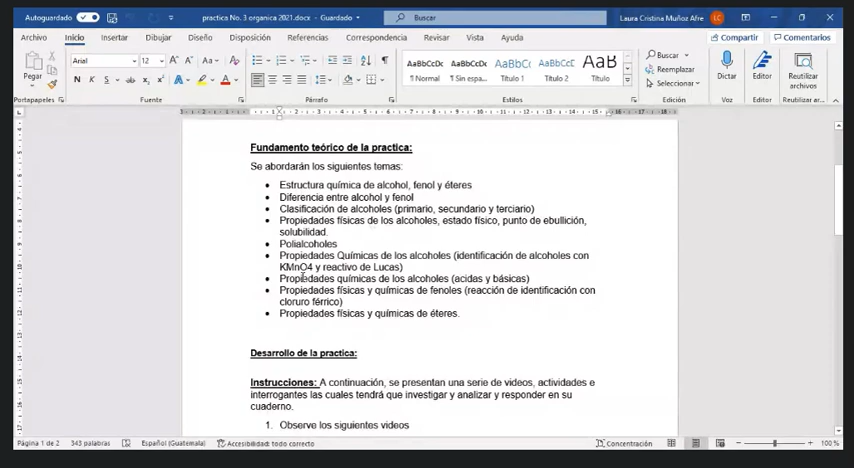 Autoguardado
practica No. 3 organica 2021.docx - Guardado
Buscar
Laura Cristina Muñoz Afre
LC
Archivo Inicio Insertar Dibujar Diseño Disposición Referencias Correspondencia Revisar Vista Ayuda
Compartir Comentarios
Pegar
Arial 12
N K S
AaBbCcDc AaBbCcDc AaBbCc AaBbCcC AaB
¶ Normal ¶ Sin espa... Título 1 Título 2 Título
Buscar
Reemplazar
Seleccionar
Dictar
Editor
Reutilizar archivos
Portapapeles Fuente Párrafo Estilos Edición Voz Editor Reutilizar ar...
Fundamento teórico de la practica:
Se abordarán los siguientes temas:
• Estructura química de alcohol, fenol y éteres
• Diferencia entre alcohol y fenol
• Clasificación de alcoholes (primario, secundario y terciario)
• Propiedades físicas de los alcoholes, estado físico, punto de ebullición,
solubilidad.
• Polialcoholes
• Propiedades Químicas de los alcoholes (identificación de alcoholes con
KMnO4 y reactivo de Lucas)
• Propiedades químicas de los alcoholes (acidas y básicas)
• Propiedades físicas y químicas de fenoles (reacción de identificación con
cloruro férrico)
• Propiedades físicas y químicas de éteres.
Desarrollo de la practica:
Instrucciones: A continuación, se presentan una serie de videos, actividades e
interrogantes las cuales tendrá que investigar y analizar y responder en su
cuaderno.
1. Observe los siguientes videos
Página 1 de 2 343 palabras Español (Guatemala) Accesibilidad: todo correcto Concentración 100 %